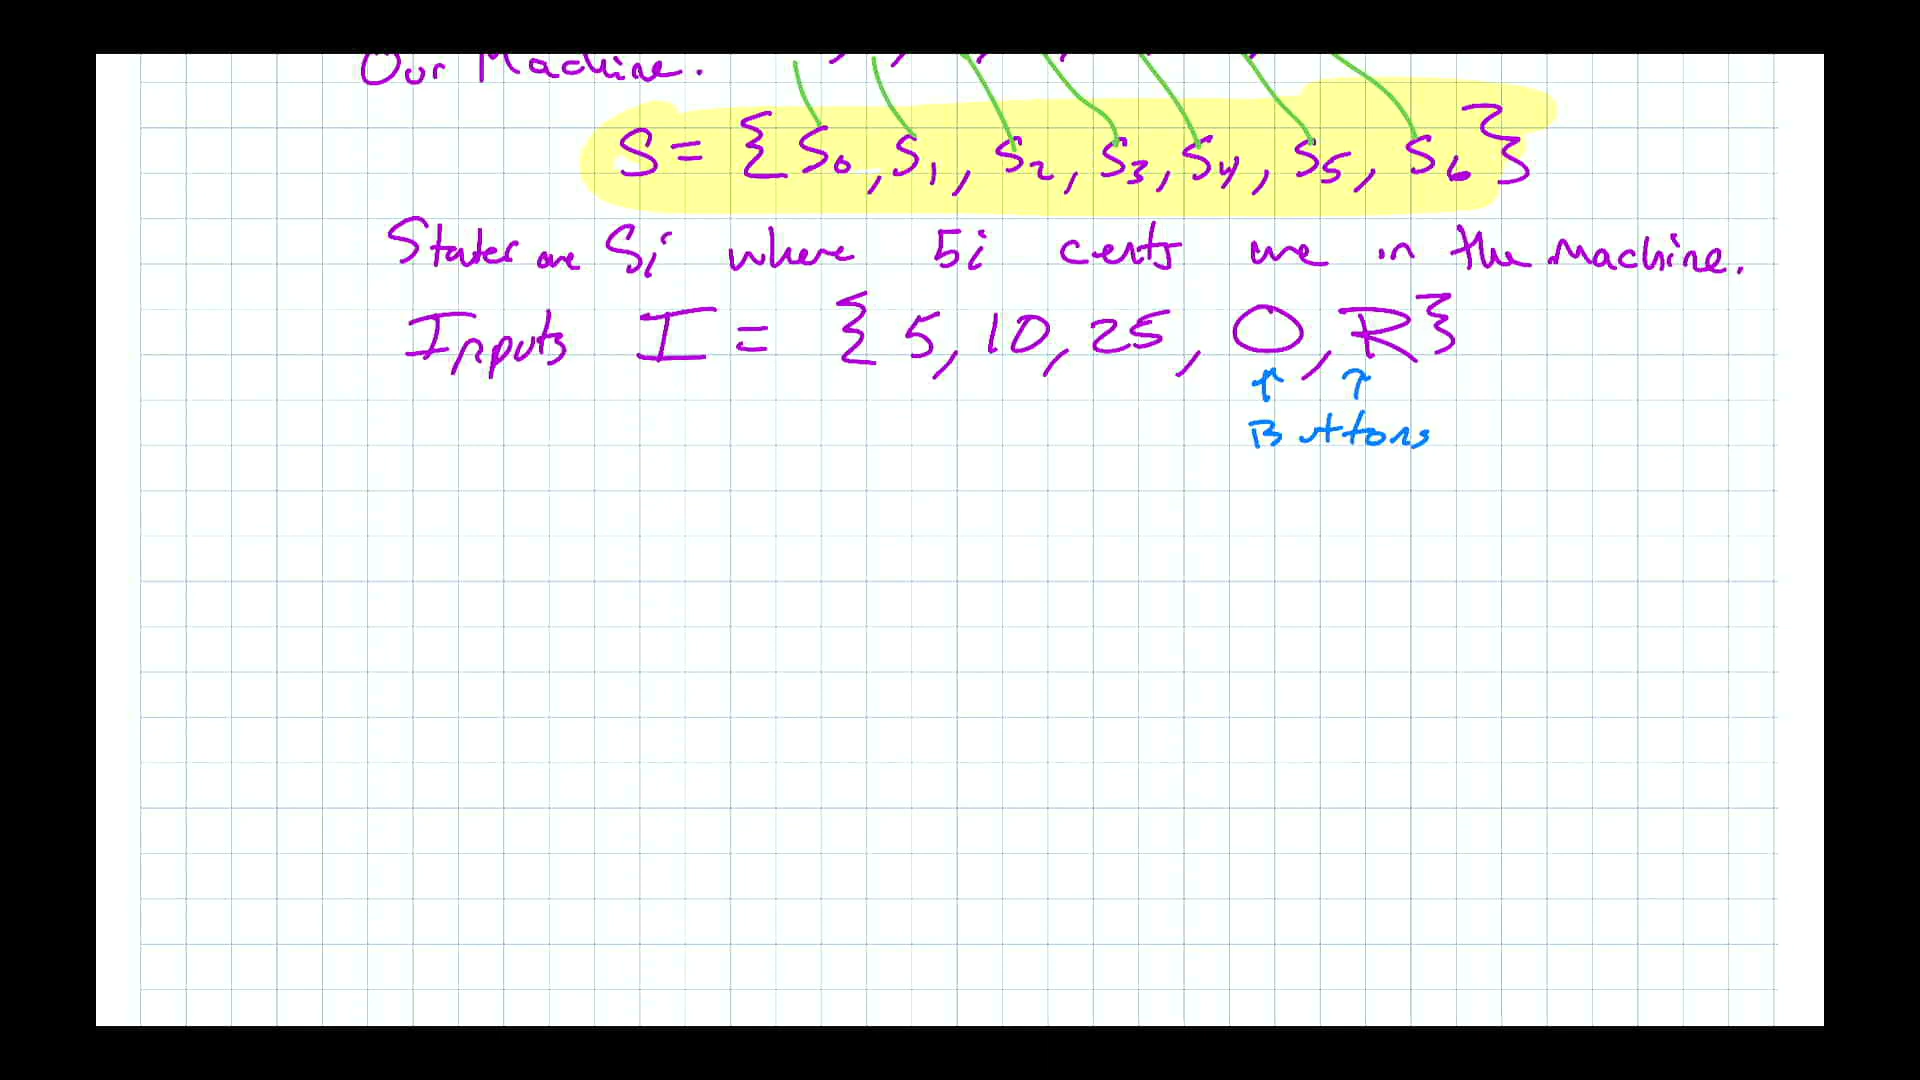 Our Machine.
S = { S0, S1, S2, S3, S4, S5, S6 }
States are Si where 5i cents are in the Machine.
Inputs I = { 5, 10, 25, O, R }
↑ ↑
Buttons